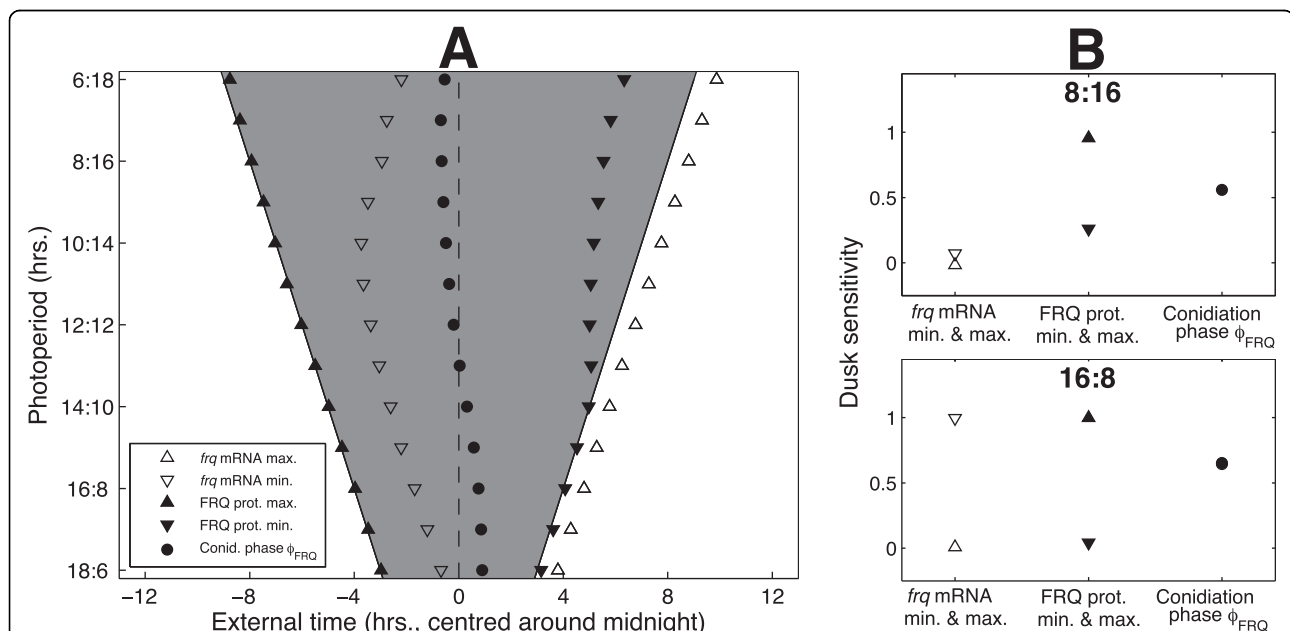 A
6:18
8:16
10:14
12:12
14:10
16:8
18:6
Photoperiod (hrs.)
frq mRNA max.
frq mRNA min.
FRQ prot. max.
FRQ prot. min.
Conid. phase ϕFRQ
−12 −8 −4 0 4 8 12
External time (hrs., centred around midnight)
B
8:16
1
0.5
0
frq mRNA min. & max.
FRQ prot. min. & max.
Conidiation phase ϕFRQ
Dusk sensitivity
16:8
1
0.5
0
frq mRNA min. & max.
FRQ prot. min. & max.
Conidiation phase ϕFRQ